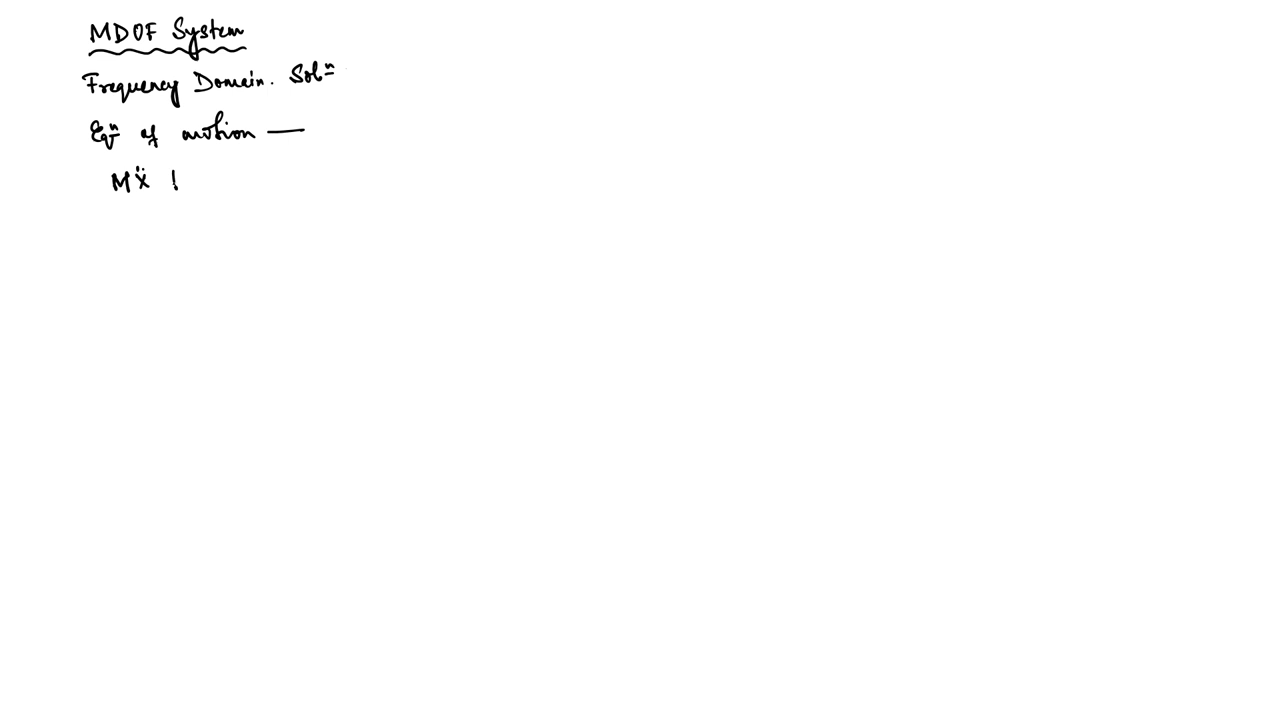 MDOF System
Frequency Domain. Solⁿ
Eqⁿ of motion —
MẌ